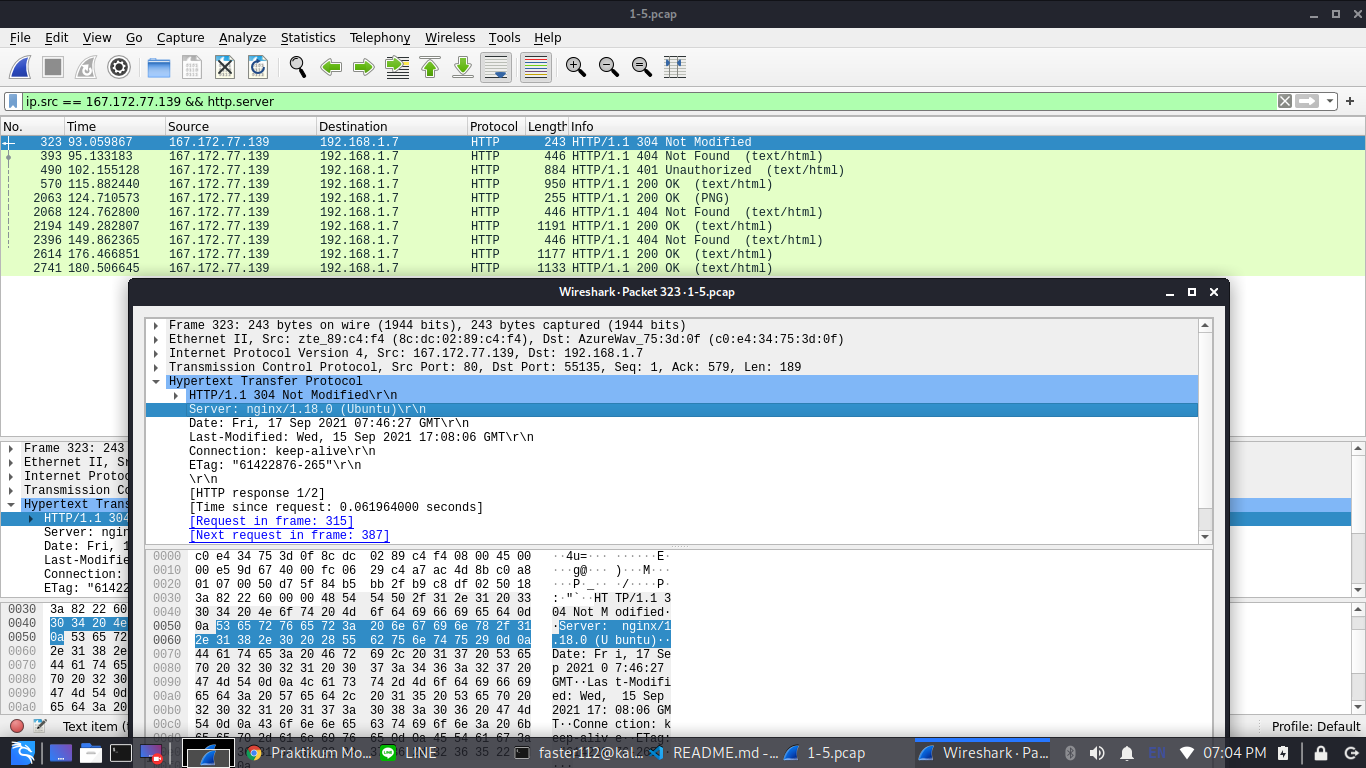 1-5.pcap
File Edit View Go Capture Analyze Statistics Telephony Wireless Tools Help
ip.src == 167.172.77.139 && http.server
No. Time Source Destination Protocol Length Info
323 93.059867 167.172.77.139 192.168.1.7 HTTP 243 HTTP/1.1 304 Not Modified
393 95.133183 167.172.77.139 192.168.1.7 HTTP 446 HTTP/1.1 404 Not Found (text/html)
490 102.155128 167.172.77.139 192.168.1.7 HTTP 884 HTTP/1.1 401 Unauthorized (text/html)
570 115.882440 167.172.77.139 192.168.1.7 HTTP 950 HTTP/1.1 200 OK (text/html)
2063 124.710573 167.172.77.139 192.168.1.7 HTTP 255 HTTP/1.1 200 OK (PNG)
2068 124.762800 167.172.77.139 192.168.1.7 HTTP 446 HTTP/1.1 404 Not Found (text/html)
2194 149.282807 167.172.77.139 192.168.1.7 HTTP 1191 HTTP/1.1 200 OK (text/html)
2396 149.862365 167.172.77.139 192.168.1.7 HTTP 446 HTTP/1.1 404 Not Found (text/html)
2614 176.466851 167.172.77.139 192.168.1.7 HTTP 1177 HTTP/1.1 200 OK (text/html)
2741 180.506645 167.172.77.139 192.168.1.7 HTTP 1133 HTTP/1.1 200 OK (text/html)
Wireshark · Packet 323 · 1-5.pcap
Frame 323: 243 bytes on wire (1944 bits), 243 bytes captured (1944 bits)
Ethernet II, Src: zte_89:c4:f4 (8c:dc:02:89:c4:f4), Dst: AzureWav_75:3d:0f (c0:e4:34:75:3d:0f)
Internet Protocol Version 4, Src: 167.172.77.139, Dst: 192.168.1.7
Transmission Control Protocol, Src Port: 80, Dst Port: 55135, Seq: 1, Ack: 579, Len: 189
Hypertext Transfer Protocol
HTTP/1.1 304 Not Modified\r\n
Server: nginx/1.18.0 (Ubuntu)\r\n
Date: Fri, 17 Sep 2021 07:46:27 GMT\r\n
Last-Modified: Wed, 15 Sep 2021 17:08:06 GMT\r\n
Connection: keep-alive\r\n
ETag: "61422876-265"\r\n
\r\n
[HTTP response 1/2]
[Time since request: 0.061964000 seconds]
[Request in frame: 315]
[Next request in frame: 387]
0000 c0 e4 34 75 3d 0f 8c dc 02 89 c4 f4 08 00 45 00 ··4u=··· ······E·
0010 00 e5 9d 67 40 00 fc 06 29 c4 a7 ac 4d 8b c0 a8 ···g@··· )···M···
0020 01 07 00 50 d7 5f 84 b5 bb 2f b9 c8 df 02 50 18 ···P·_·· ·/····P·
0030 3a 82 22 60 00 00 48 54 54 50 2f 31 2e 31 20 33 :·"`··HT TP/1.1 3
0040 30 34 20 4e 6f 74 20 4d 6f 64 69 66 69 65 64 0d 04 Not M odified·
0050 0a 53 65 72 76 65 72 3a 20 6e 67 69 6e 78 2f 31 ·Server: nginx/1
0060 2e 31 38 2e 30 20 28 55 62 75 6e 74 75 29 0d 0a .18.0 (U buntu)··
0070 44 61 74 65 3a 20 46 72 69 2c 20 31 37 20 53 65 Date: Fr i, 17 Se
0080 70 20 32 30 32 31 20 30 37 3a 34 36 3a 32 37 20 p 2021 0 7:46:27
0090 47 4d 54 0d 0a 4c 61 73 74 2d 4d 6f 64 69 66 69 GMT··Las t-Modifi
00a0 65 64 3a 20 57 65 64 2c 20 31 35 20 53 65 70 20 ed: Wed, 15 Sep
00b0 32 30 32 31 20 31 37 3a 30 38 3a 30 36 20 47 4d 2021 17: 08:06 GM
00c0 54 0d 0a 43 6f 6e 6e 65 63 74 69 6f 6e 3a 20 6b T··Conne ction: k
Frame 323: 243
Ethernet II, Sr
Internet Protoc
Transmission Co
Hypertext Trans
HTTP/1.1 304
Server: ngin
Date: Fri, 1
Last-Modifie
Connection:
ETag: "61422
0030 3a 82 22 60
0040 30 34 20 4e
0050 0a 53 65 72
0060 2e 31 38 2e
0070 44 61 74 65
0080 70 20 32 30
0090 47 4d 54 0d
00a0 65 64 3a 20
Text item (t
Profile: Default
Praktikum Mo... LINE faster112@kat... README.md -... 1-5.pcap Wireshark · Pa... EN 07:04 PM